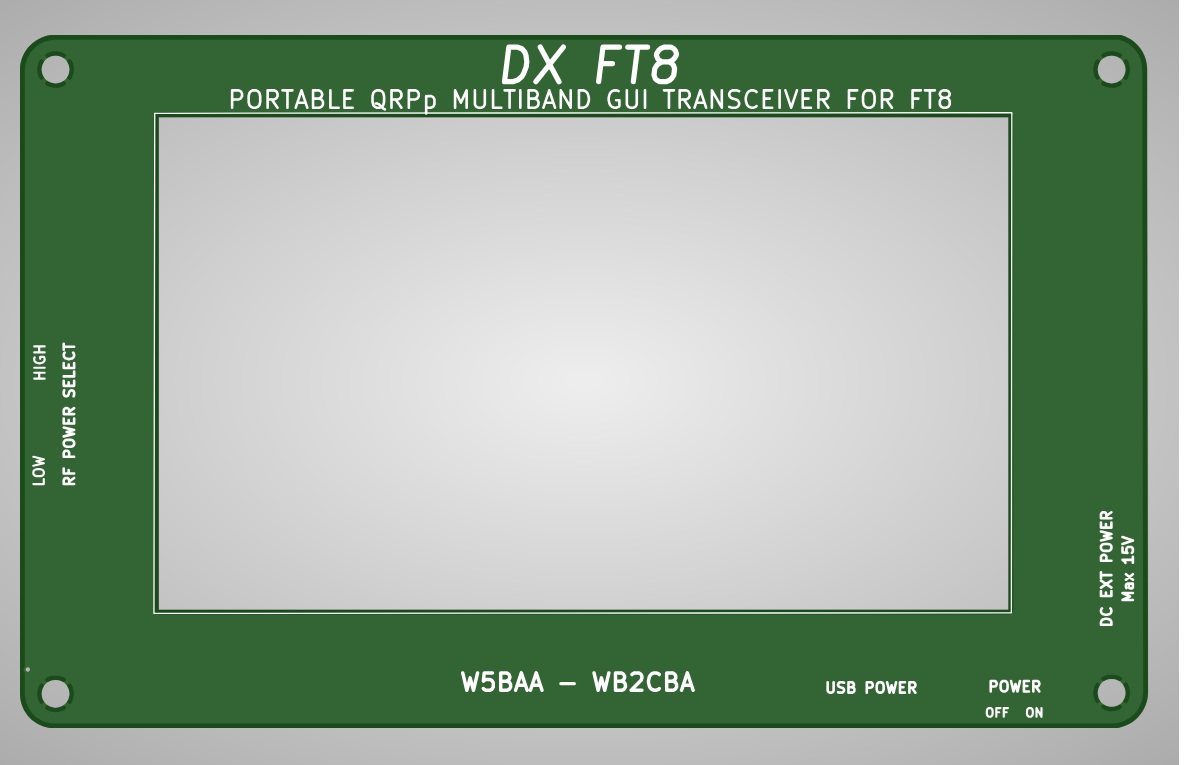 DX FT8
PORTABLE QRPp MULTIBAND GUI TRANSCEIVER FOR FT8
LOW HIGH
RF POWER SELECT
DC EXT POWER
Max 15V
W5BAA – WB2CBA
USB POWER
POWER
OFF ON